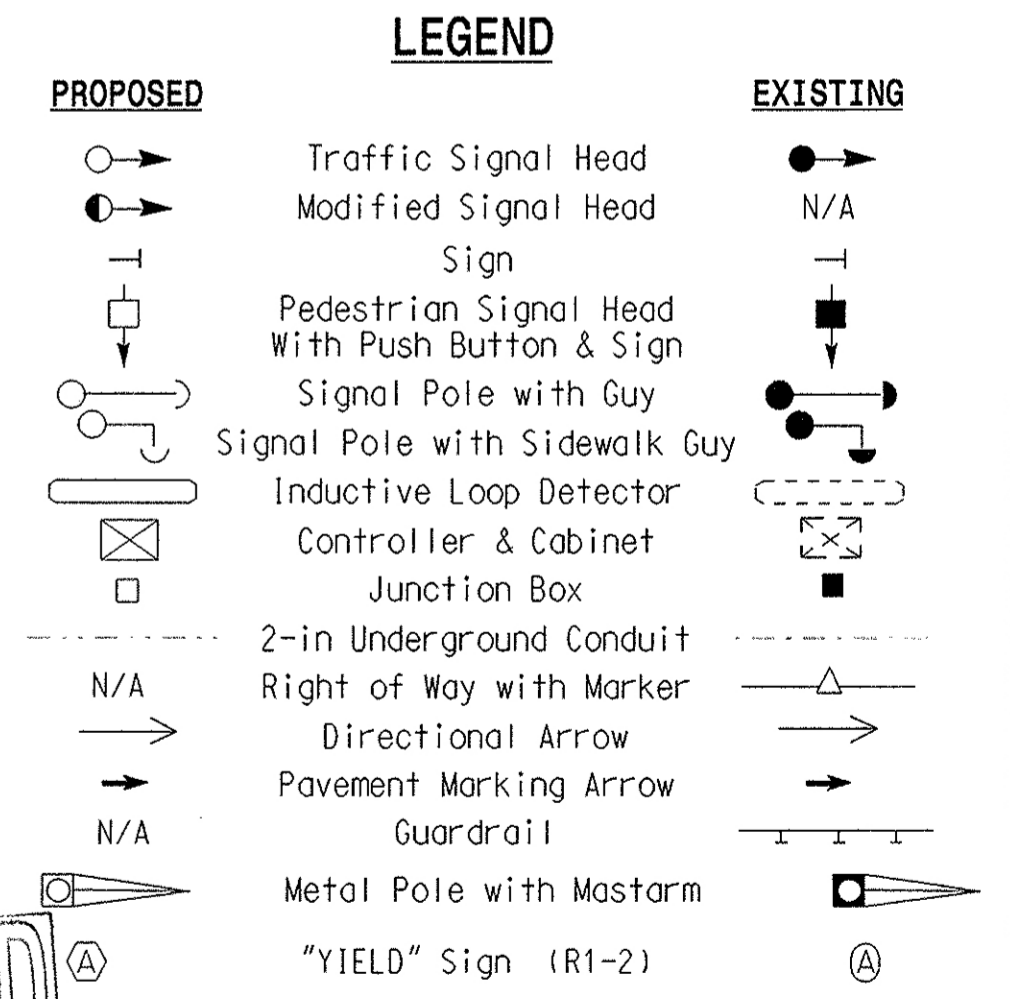 LEGEND
PROPOSED EXISTING
Traffic Signal Head
Modified Signal Head N/A
Sign
Pedestrian Signal Head
With Push Button & Sign
Signal Pole with Guy
Signal Pole with Sidewalk Guy
Inductive Loop Detector
Controller & Cabinet
Junction Box
2-in Underground Conduit
N/A Right of Way with Marker
Directional Arrow
Pavement Marking Arrow
N/A Guardrail
Metal Pole with Mastarm
A "YIELD" Sign (R1-2) A